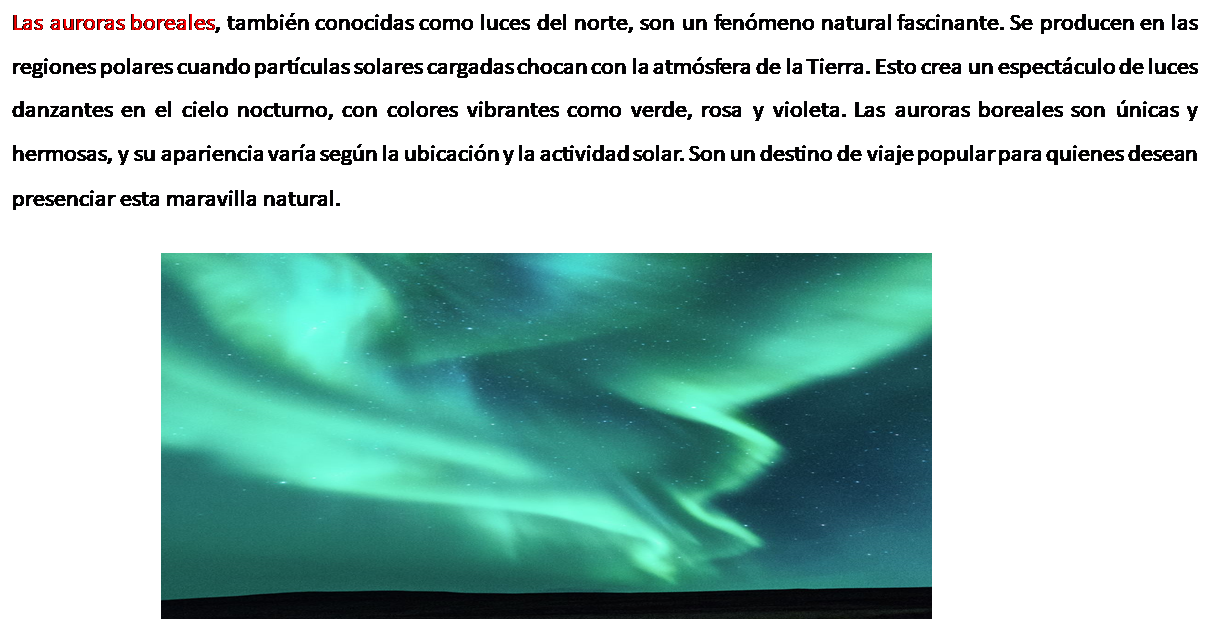 Las auroras boreales, también conocidas como luces del norte, son un fenómeno natural fascinante. Se producen en las
regiones polares cuando partículas solares cargadas chocan con la atmósfera de la Tierra. Esto crea un espectáculo de luces
danzantes en el cielo nocturno, con colores vibrantes como verde, rosa y violeta. Las auroras boreales son únicas y
hermosas, y su apariencia varía según la ubicación y la actividad solar. Son un destino de viaje popular para quienes desean
presenciar esta maravilla natural.